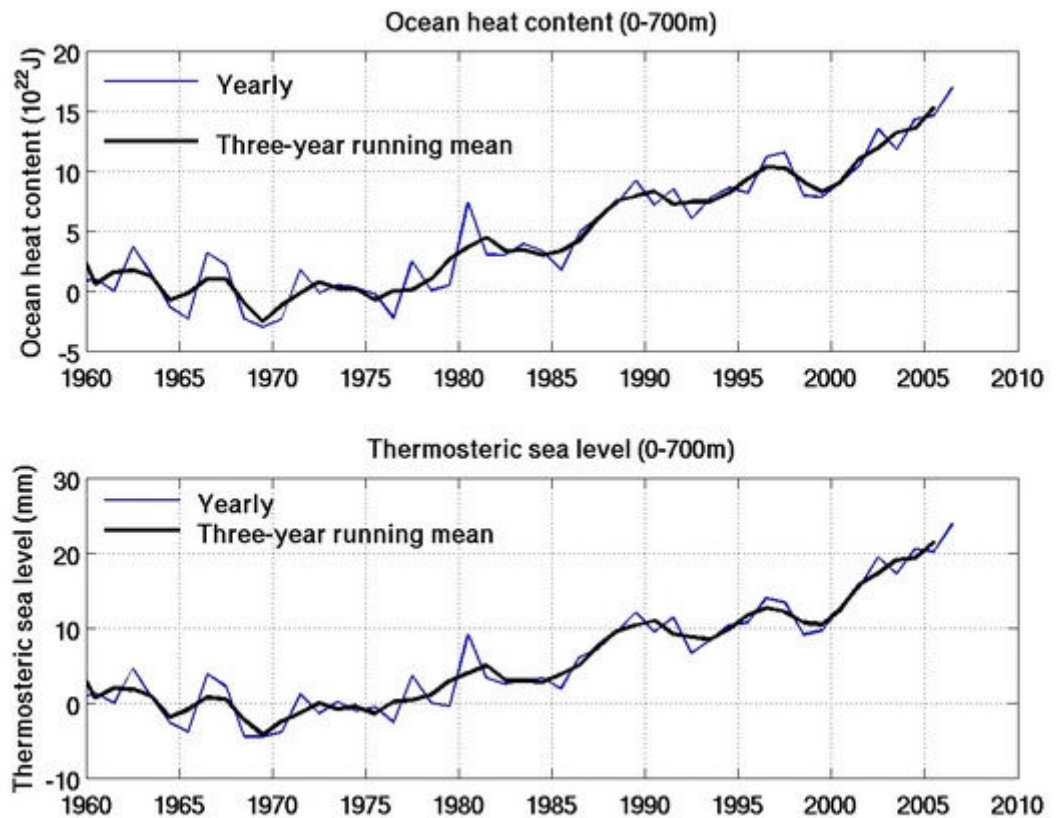 Ocean heat content (0-700m)
Ocean heat content (10²²J)
20
15
10
5
0
-5
Yearly
Three-year running mean
1960 1965 1970 1975 1980 1985 1990 1995 2000 2005 2010
Thermosteric sea level (0-700m)
Thermosteric sea level (mm)
30
20
10
0
-10
Yearly
Three-year running mean
1960 1965 1970 1975 1980 1985 1990 1995 2000 2005 2010